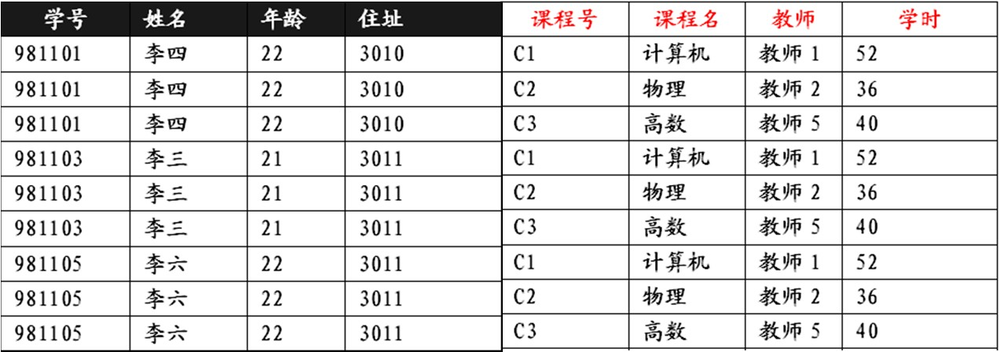 学号 姓名 年龄 住址 课程号 课程名 教师 学时
981101 李四 22 3010 C1 计算机 教师1 52
981101 李四 22 3010 C2 物理 教师2 36
981101 李四 22 3010 C3 高数 教师5 40
981103 李三 21 3011 C1 计算机 教师1 52
981103 李三 21 3011 C2 物理 教师2 36
981103 李三 21 3011 C3 高数 教师5 40
981105 李六 22 3011 C1 计算机 教师1 52
981105 李六 22 3011 C2 物理 教师2 36
981105 李六 22 3011 C3 高数 教师5 40